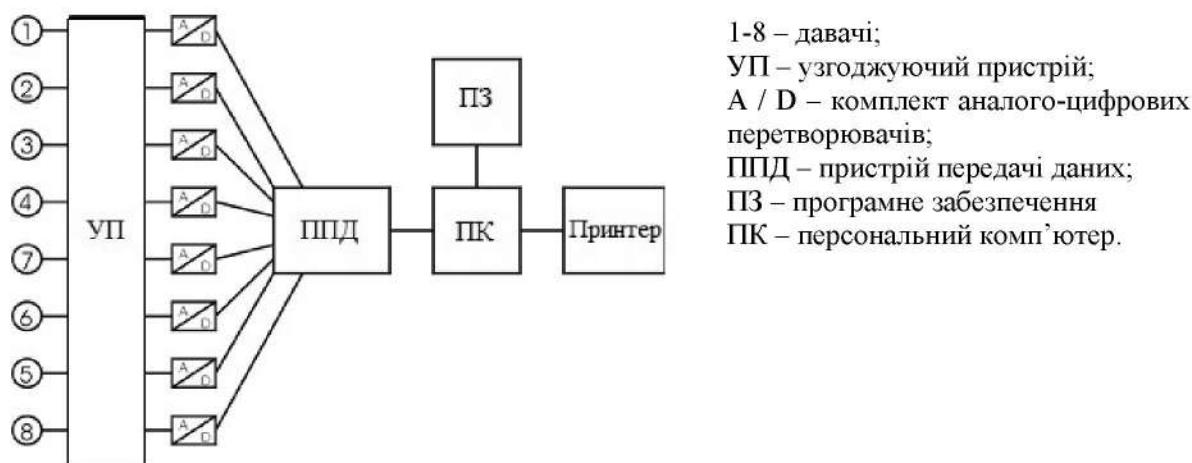 1
A
D
2
A
D
ПЗ
3
A
D
4
A
D
УП
ППД
ПК
Принтер
7
A
D
6
A
D
5
A
D
8
A
D
1-8 – давачі;
УП – узгоджуючий пристрій;
A / D – комплект аналого-цифрових
перетворювачів;
ППД – пристрій передачі даних;
ПЗ – програмне забезпечення
ПК – персональний комп’ютер.